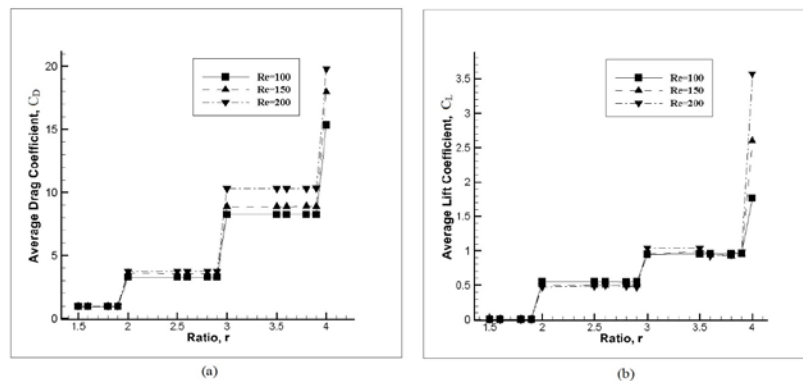 20
15
10
5
0
Average Drag Coefficient, C_D
Re=100
Re=150
Re=200
1.5 2 2.5 3 3.5 4
Ratio, r
(a)
3.5
3
2.5
2
1.5
1
0.5
0
Average Lift Coefficient, C_L
Re=100
Re=150
Re=200
1.5 2 2.5 3 3.5 4
Ratio, r
(b)